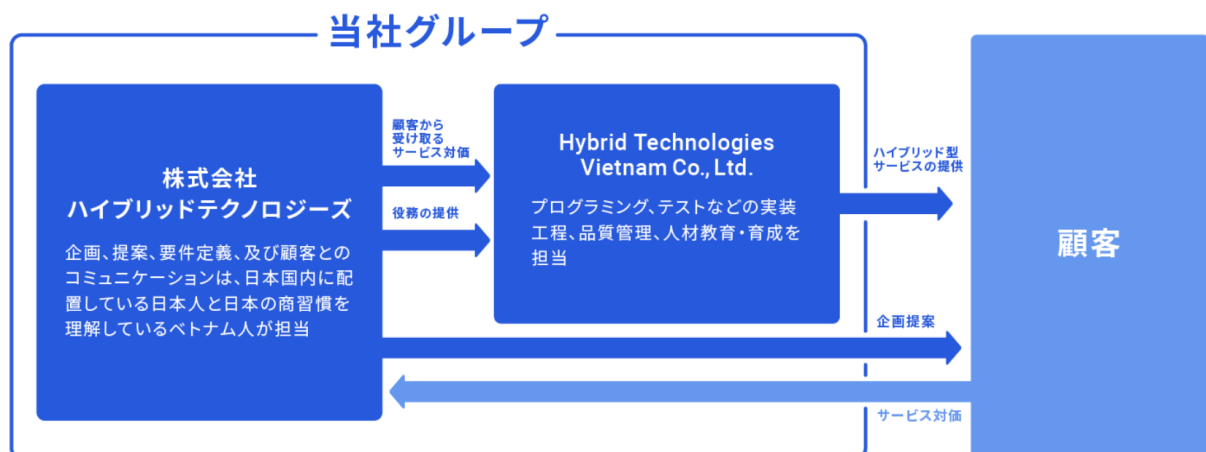 当社グループ
株式会社
ハイブリッドテクノロジーズ
企画、提案、要件定義、及び顧客との
コミュニケーションは、日本国内に配
置している日本人と日本の商習慣を
理解しているベトナム人が担当
顧客から
受け取る
サービス対価
役務の提供
Hybrid Technologies
Vietnam Co., Ltd.
プログラミング、テストなどの実装
工程、品質管理、人材教育・育成を
担当
ハイブリッド型
サービスの提供
企画提案
サービス対価
顧客